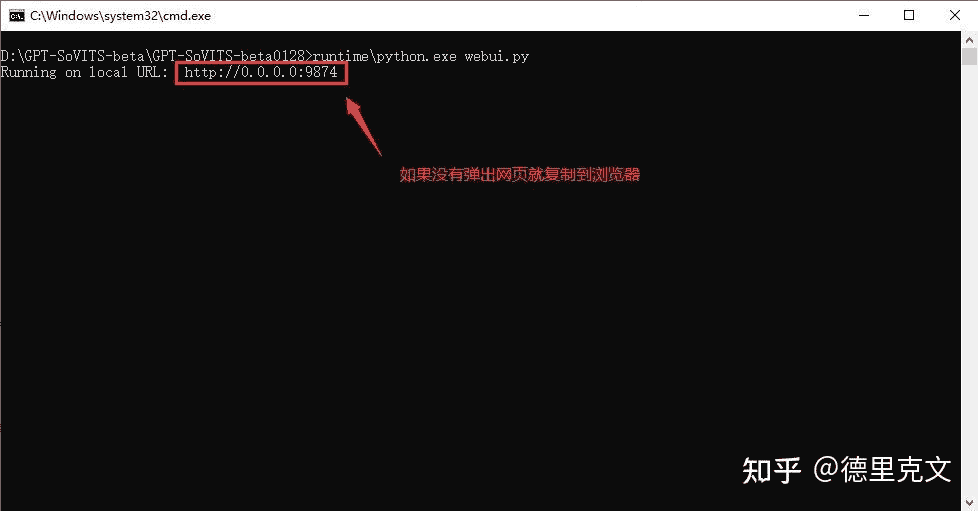 C:\Windows\system32\cmd.exe
D:\GPT-SoVITS-beta\GPT-SoVITS-beta0128>runtime\python.exe webui.py
Running on local URL:  http://0.0.0.0:9874
如果没有弹出网页就复制到浏览器
知乎 @德里克文